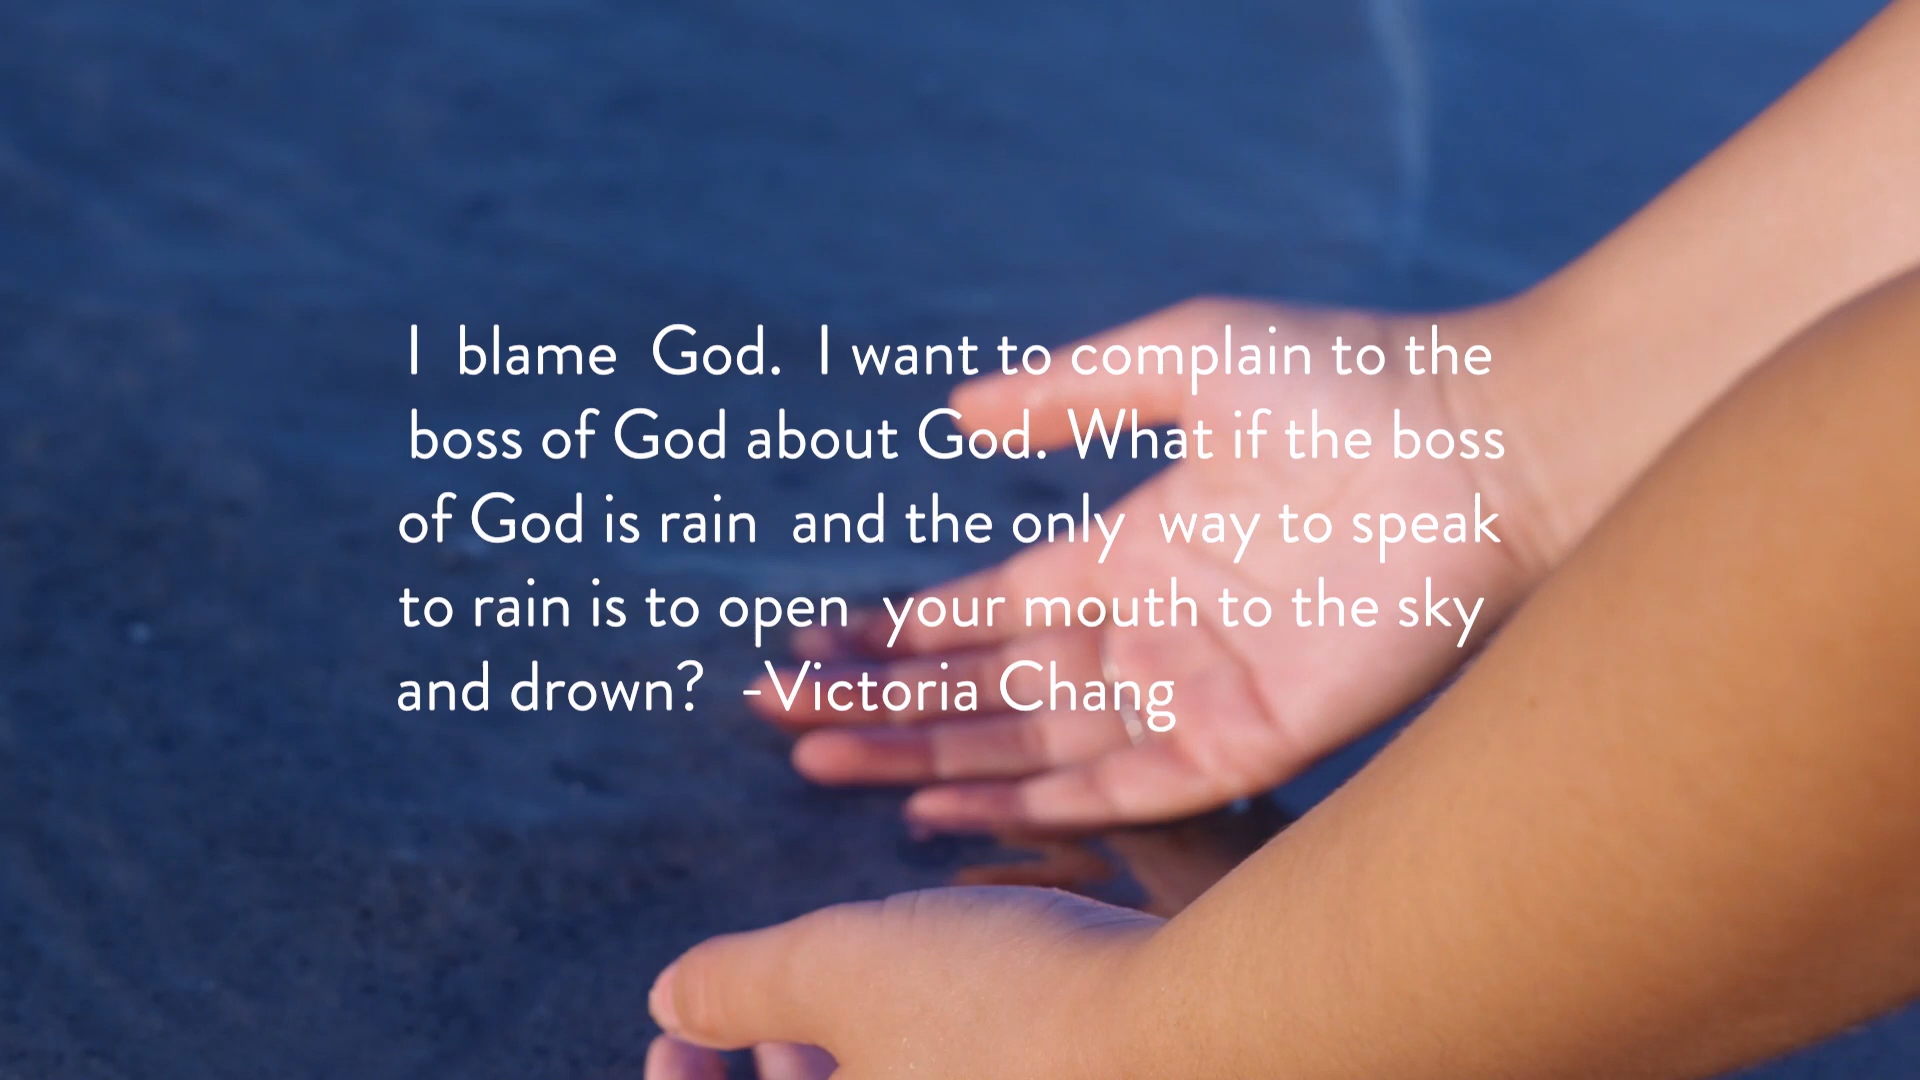 I blame God. I want to complain to the
boss of God about God. What if the boss
of God is rain and the only way to speak
to rain is to open your mouth to the sky
and drown? -Victoria Chang